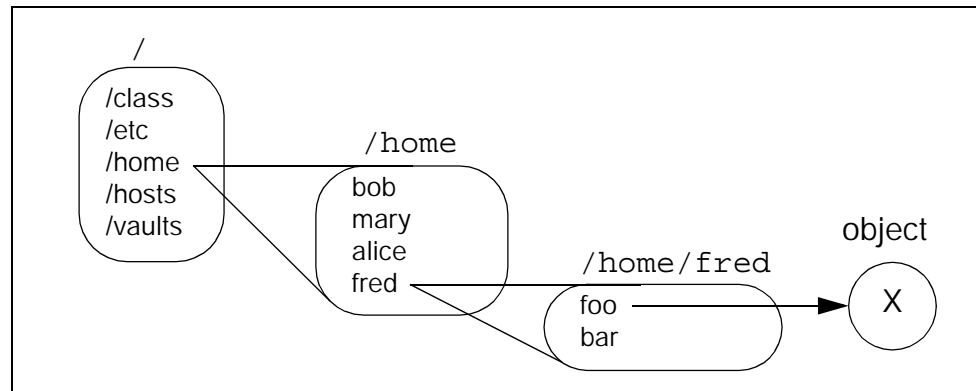 /
/class
/etc
/home
/hosts
/vaults
/home
bob
mary
alice
fred
/home/fred
foo
bar
object
X